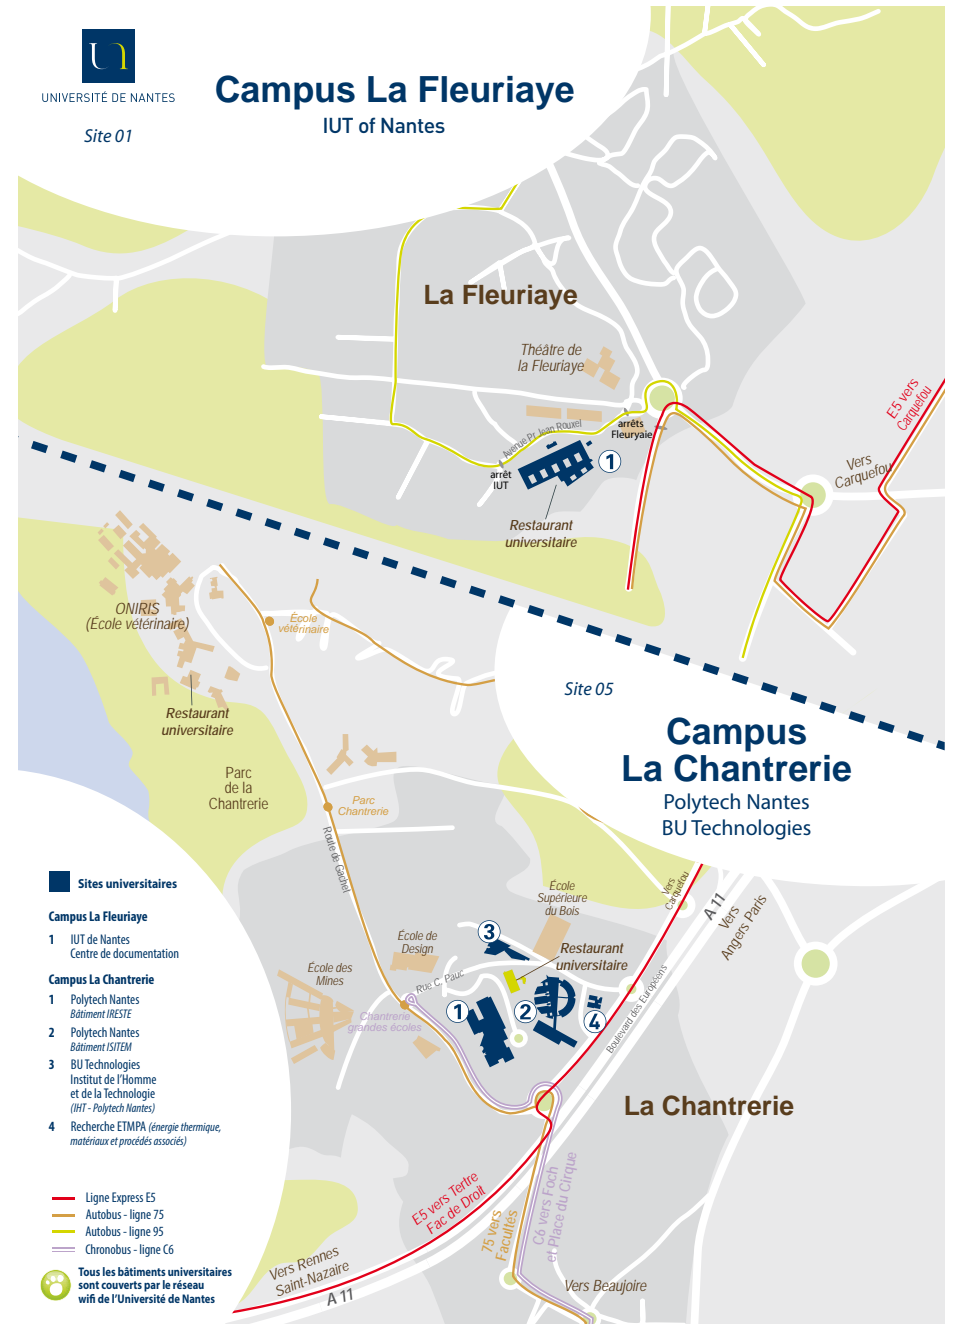 UNIVERSITÉ DE NANTES
Site 01
Campus La Fleuriaye
IUT of Nantes
La Fleuriaye
Théâtre de
la Fleuriaye
Avenue Pr Jean Rouxel
arrêts
Fleuryaie
arrêt
IUT
1
Restaurant
universitaire
E5 vers
Carquefou
Vers
Carquefou
ONIRIS
(École vétérinaire)
École
vétérinaire
Restaurant
universitaire
Parc
de la
Chantrerie
Parc
Chantrerie
Route de Gachet
Site 05
Campus
La Chantrerie
Polytech Nantes
BU Technologies
Vers
Carquefou
A 11
Vers
Angers Paris
École
Supérieure
du Bois
École de
Design
École des
Mines
3
Restaurant
universitaire
Rue C. Pauc
Chantrerie
grandes écoles
1
2
4
Boulevard des Européens
La Chantrerie
E5 vers Tertre
Fac de Droit
75 vers
Facultés
C6 vers Foch
et Place du Cirque
Vers Rennes
Saint-Nazaire
A 11
Vers Beaujoire
Sites universitaires
Campus La Fleuriaye
1 IUT de Nantes
Centre de documentation
Campus La Chantrerie
1 Polytech Nantes
Bâtiment IRESTE
2 Polytech Nantes
Bâtiment ISITEM
3 BU Technologies
Institut de l'Homme
et de la Technologie
(IHT - Polytech Nantes)
4 Recherche ETMPA (énergie thermique,
matériaux et procédés associés)
Ligne Express E5
Autobus - ligne 75
Autobus - ligne 95
Chronobus - ligne C6
Tous les bâtiments universitaires
sont couverts par le réseau
wifi de l'Université de Nantes